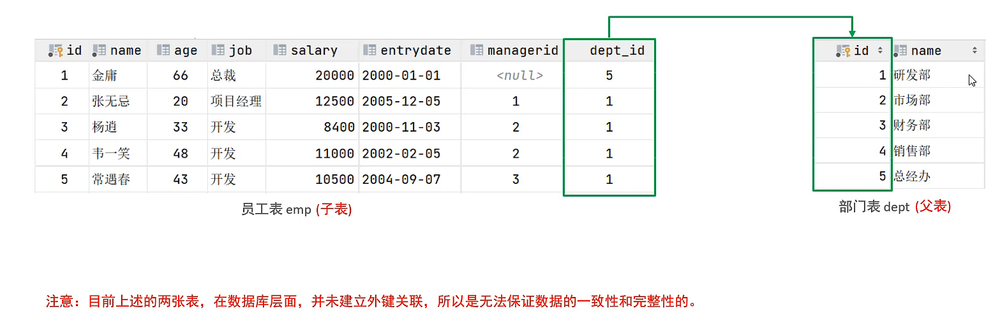 id name age job salary entrydate managerid dept_id id name
1 金庸 66 总裁 20000 2000-01-01 <null> 5 1 研发部
2 张无忌 20 项目经理 12500 2005-12-05 1 1 2 市场部
3 杨逍 33 开发 8400 2000-11-03 2 1 3 财务部
4 韦一笑 48 开发 11000 2002-02-05 2 1 4 销售部
5 常遇春 43 开发 10500 2004-09-07 3 1 5 总经办
员工表 emp (子表) 部门表 dept (父表)
注意：目前上述的两张表，在数据库层面，并未建立外键关联，所以是无法保证数据的一致性和完整性的。